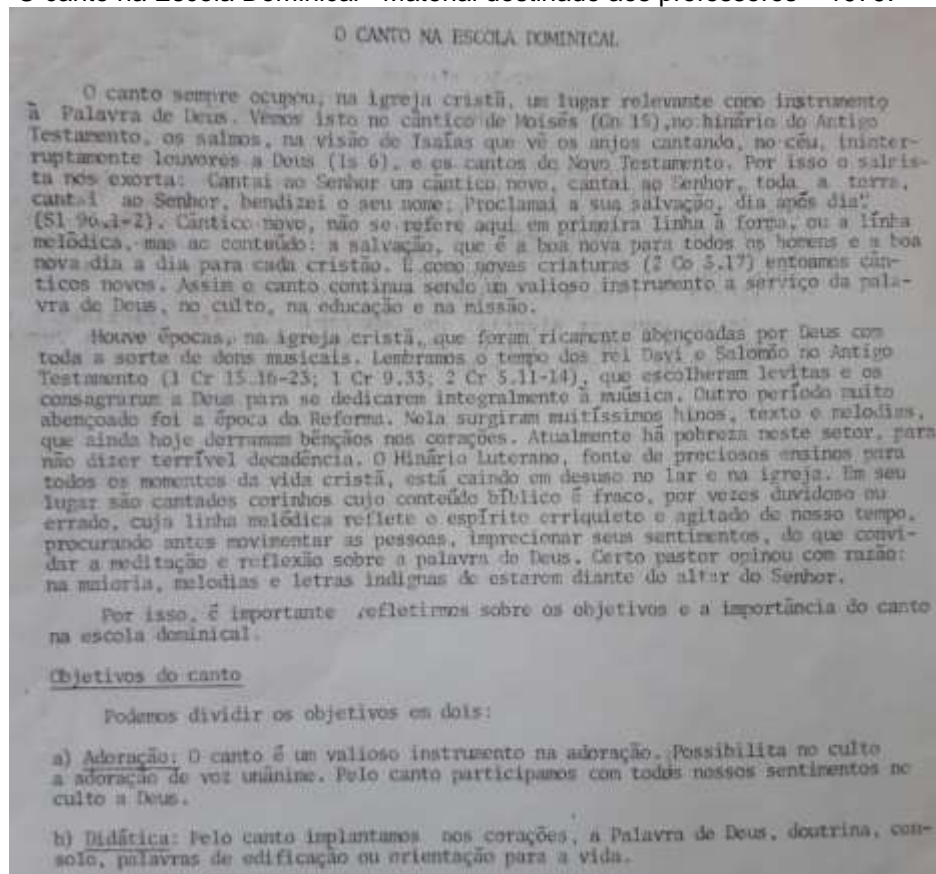 O canto na Escola Dominical - Material destinado aos professores – 1975.
O CANTO NA ESCOLA DOMINICAL
O canto sempre ocupou, na igreja cristã, um lugar relevante como instrumento
à Palavra de Deus. Vemos isto no cântico de Moisés (Gn 15),no hinário do Antigo
Testamento, os salmos, na visão de Isaías que vê os anjos cantando, no céu, ininter-
ruptamente louvores a Deus (Is 6), e os cantos do Novo Testamento. Por isso o salmis-
ta nos exorta: Cantai ao Senhor um cântico novo, cantai ao Senhor, toda a terra,
cantai ao Senhor, bendizei o seu nome; Proclamai a sua salvação, dia após dia"
(Sl 96.1-2). Cântico novo, não se refere aqui em primeira linha à forma, ou a linha
melódica, mas ao conteúdo: a salvação, que é a boa nova para todos os homens e a boa
nova dia a dia para cada cristão. E como novas criaturas (2 Co 5.17) entoamos cân-
ticos novos. Assim o canto continua sendo um valioso instrumento a serviço da pala-
vra de Deus, no culto, na educação e na missão.
Houve épocas, na igreja cristã, que foram ricamente abençoadas por Deus com
toda a sorte de dons musicais. Lembramos o tempo dos rei Davi e Salomão no Antigo
Testamento (1 Cr 15.16-23; 1 Cr 9.33; 2 Cr 5.11-14), que escolheram levitas e os
consagraram a Deus para se dedicarem integralmente à música. Outro período muito
abençoado foi a época da Reforma. Nela surgiram muitíssimos hinos, texto e melodias,
que ainda hoje derramam bênçãos nos corações. Atualmente há pobreza neste setor, para
não dizer terrível decadência. O Hinário Luterano, fonte de preciosos ensinos para
todos os momentos da vida cristã, está caindo em desuso no lar e na igreja. Em seu
lugar são cantados corinhos cujo conteúdo bíblico é fraco, por vezes duvidoso ou
errado, cuja linha melódica reflete o espírito irriquieto e agitado de nosso tempo,
procurando antes movimentar as pessoas, imprecionar seus sentimentos, do que convi-
dar a meditação e reflexão sobre a palavra de Deus. Certo pastor opinou com razão:
na maioria, melodias e letras indignas de estarem diante do altar do Senhor.
Por isso, é importante refletirmos sobre os objetivos e a importância do canto
na escola dominical.
Objetivos do canto
Podemos dividir os objetivos em dois:
a) Adoração: O canto é um valioso instrumento na adoração. Possibilita no culto
a adoração de voz unânime. Pelo canto participamos com todos nossos sentimentos no
culto a Deus.
b) Didática: Pelo canto implantamos nos corações, a Palavra de Deus, doutrina, con-
solo, palavras de edificação ou orientação para a vida.